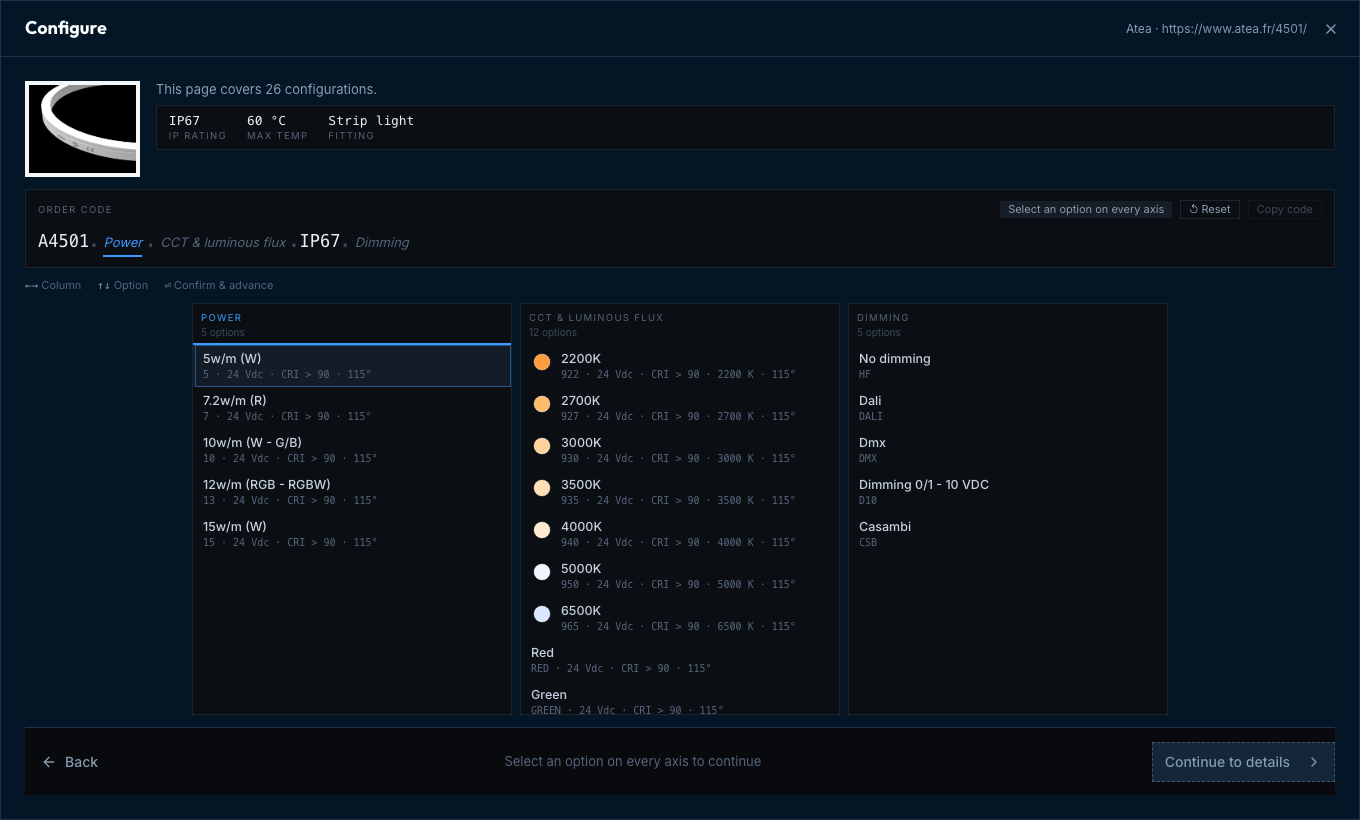 Configure
Atea · https://www.atea.fr/4501/
This page covers 26 configurations.
IP67 60 °C Strip light
IP RATING MAX TEMP FITTING
ORDER CODE
Select an option on every axis
Reset
Copy code
A4501. Power . CCT & luminous flux .IP67. Dimming
←→ Column ↑↓ Option ⏎ Confirm & advance
POWER
5 options
5w/m (W)
5 · 24 Vdc · CRI > 90 · 115°
7.2w/m (R)
7 · 24 Vdc · CRI > 90 · 115°
10w/m (W - G/B)
10 · 24 Vdc · CRI > 90 · 115°
12w/m (RGB - RGBW)
13 · 24 Vdc · CRI > 90 · 115°
15w/m (W)
15 · 24 Vdc · CRI > 90 · 115°
CCT & LUMINOUS FLUX
12 options
2200K
922 · 24 Vdc · CRI > 90 · 2200 K · 115°
2700K
927 · 24 Vdc · CRI > 90 · 2700 K · 115°
3000K
930 · 24 Vdc · CRI > 90 · 3000 K · 115°
3500K
935 · 24 Vdc · CRI > 90 · 3500 K · 115°
4000K
940 · 24 Vdc · CRI > 90 · 4000 K · 115°
5000K
950 · 24 Vdc · CRI > 90 · 5000 K · 115°
6500K
965 · 24 Vdc · CRI > 90 · 6500 K · 115°
Red
RED · 24 Vdc · CRI > 90 · 115°
Green
GREEN · 24 Vdc · CRI > 90 · 115°
DIMMING
5 options
No dimming
HF
Dali
DALI
Dmx
DMX
Dimming 0/1 - 10 VDC
D10
Casambi
CSB
Back
Select an option on every axis to continue
Continue to details